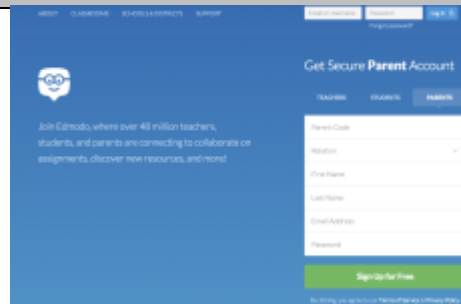 ABOUT CLASSROOMS SCHOOLS & DISTRICTS SUPPORT
Password Log In
Forgot password?
Get Secure Parent Account
TEACHERS STUDENTS PARENTS
Join Edmodo, where over 48 million teachers,
students, and parents are connecting to collaborate on
assignments, discover new resources, and more!
Parent Code
Relation
First Name
Last Name
Email Address
Password
Sign Up for Free